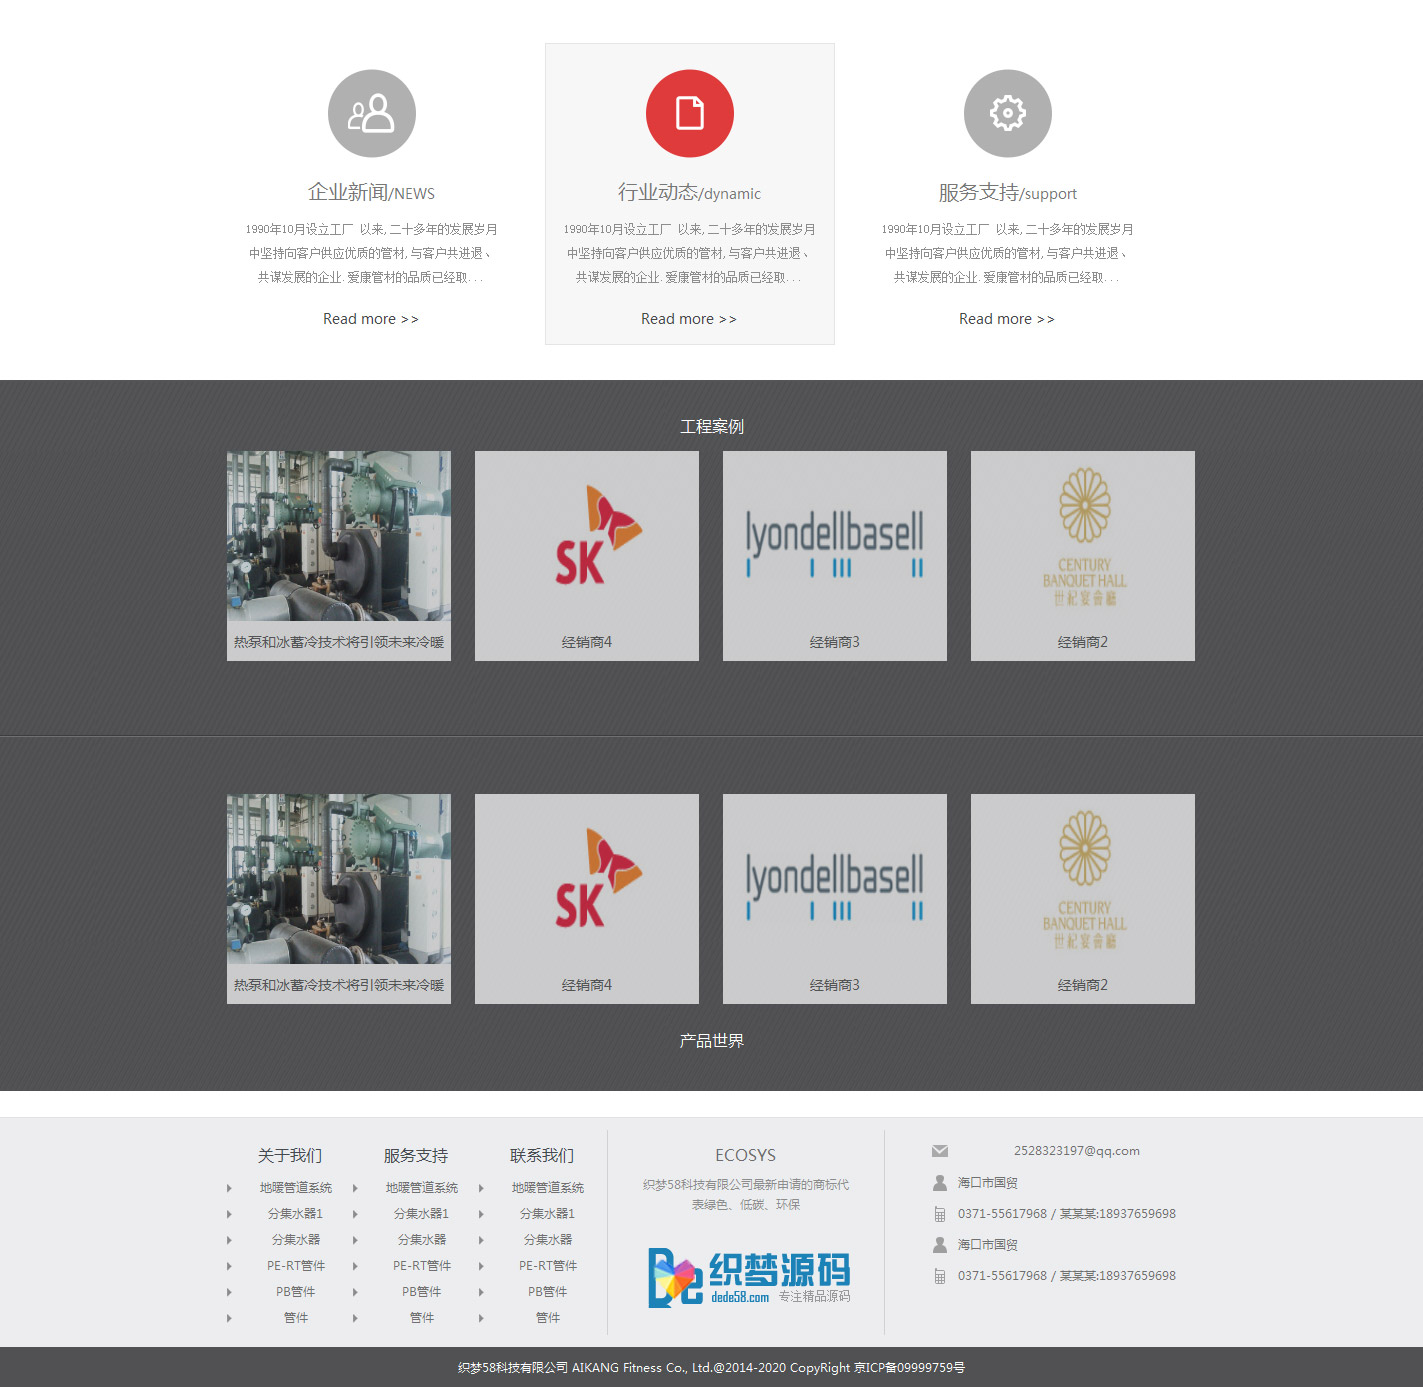 企业新闻/NEWS
1990年10月设立工厂 以来, 二十多年的发展岁月
中坚持向客户供应优质的管材, 与客户共进退、
共谋发展的企业. 爱康管材的品质已经取...
Read more >>
行业动态/dynamic
1990年10月设立工厂 以来, 二十多年的发展岁月
中坚持向客户供应优质的管材, 与客户共进退、
共谋发展的企业. 爱康管材的品质已经取...
Read more >>
服务支持/support
1990年10月设立工厂 以来, 二十多年的发展岁月
中坚持向客户供应优质的管材, 与客户共进退、
共谋发展的企业. 爱康管材的品质已经取...
Read more >>
工程案例
SK
lyondellbasell
CENTURY
BANQUET HALL
世紀宴會廳
热泵和冰蓄冷技术将引领未来冷暖
经销商4
经销商3
经销商2
SK
lyondellbasell
CENTURY
BANQUET HALL
世紀宴會廳
热泵和冰蓄冷技术将引领未来冷暖
经销商4
经销商3
经销商2
产品世界
关于我们
地暖管道系统
分集水器1
分集水器
PE-RT管件
PB管件
管件
服务支持
地暖管道系统
分集水器1
分集水器
PE-RT管件
PB管件
管件
联系我们
地暖管道系统
分集水器1
分集水器
PE-RT管件
PB管件
管件
ECOSYS
织梦58科技有限公司最新申请的商标代
表绿色、低碳、环保
织梦源码
dede58.com 专注精品源码
2528323197@qq.com
海口市国贸
0371-55617968 / 某某某:18937659698
海口市国贸
0371-55617968 / 某某某:18937659698
织梦58科技有限公司 AIKANG Fitness Co., Ltd.@2014-2020 CopyRight 京ICP备09999759号